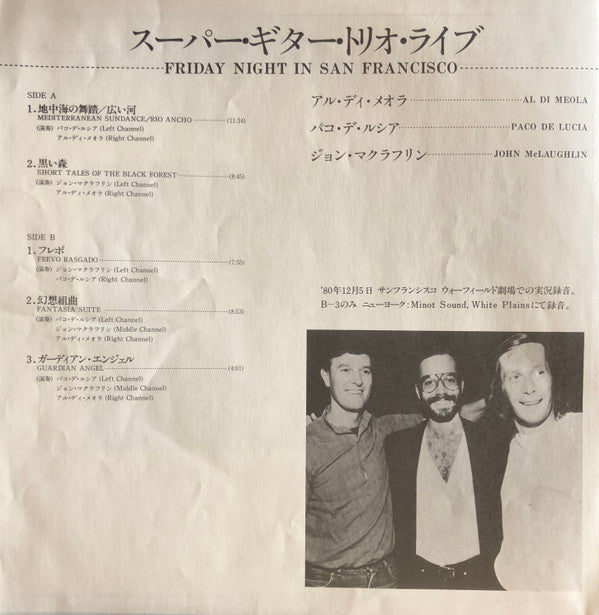 スーパー・ギター・トリオ・ライブ
FRIDAY NIGHT IN SAN FRANCISCO
SIDE A
1. 地中海の舞踏/広い河
MEDITERRANEAN SUNDANCE/RIO ANCHO (11:34)
(演奏) パコ・デ・ルシア (Left Channel)
アル・ディ・メオラ (Right Channel)
2. 黒い森
SHORT TALES OF THE BLACK FOREST (8:45)
(演奏) ジョン・マクラフリン (Left Channel)
アル・ディ・メオラ (Right Channel)
SIDE B
1. フレボ
FREVO RASGADO (7:55)
(演奏) ジョン・マクラフリン (Left Channel)
パコ・デ・ルシア (Right Channel)
2. 幻想組曲
FANTASIA SUITE (8:53)
(演奏) パコ・デ・ルシア (Left Channel)
ジョン・マクラフリン (Middle Channel)
アル・ディ・メオラ (Right Channel)
3. ガーディアン・エンジェル
GUARDIAN ANGEL (4:01)
(演奏) パコ・デ・ルシア (Left Channel)
ジョン・マクラフリン (Middle Channel)
アル・ディ・メオラ (Right Channel)
アル・ディ・メオラ AL DI MEOLA
パコ・デ・ルシア PACO DE LUCIA
ジョン・マクラフリン JOHN McLAUGHLIN
'80年12月5日 サンフランシスコ ウォーフィールド劇場での実況録音。
B-3のみ ニューヨーク: Minot Sound, White Plainsにて録音。